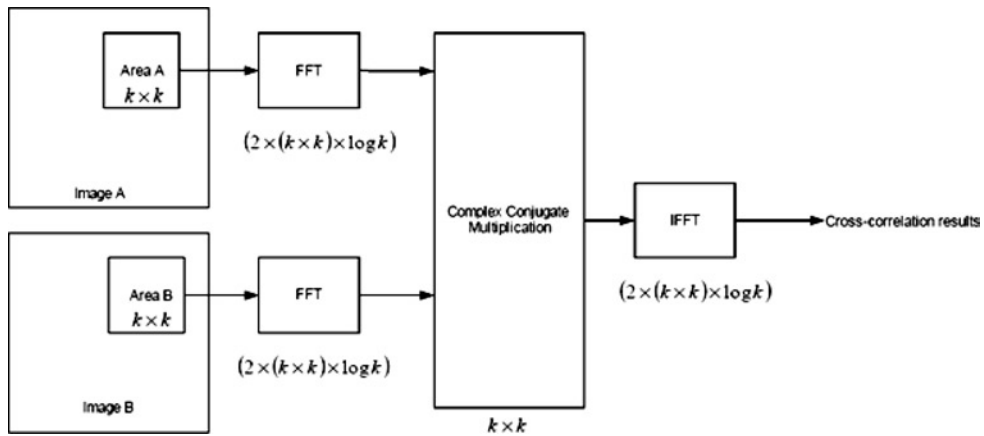 Area A
k × k
Image A
FFT
(2×(k×k)×log k)
Area B
k × k
Image B
FFT
(2×(k×k)×log k)
Complex Conjugate
Multiplication
k × k
IFFT
(2×(k×k)×log k)
Cross-correlation results